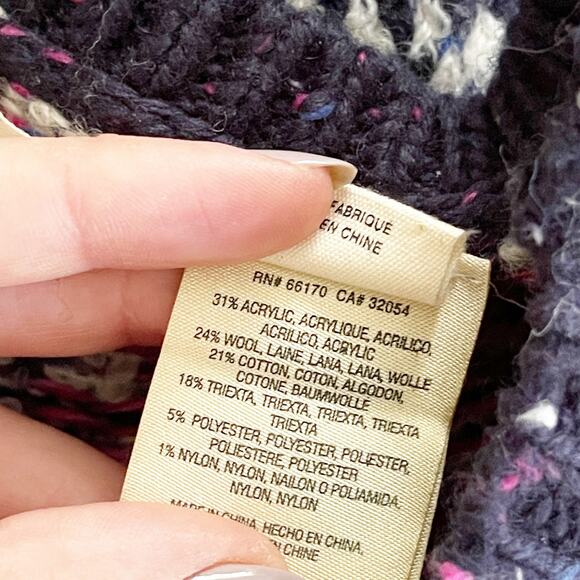 FABRIQUE
EN CHINE
RN# 66170 CA# 32054
31% ACRYLIC, ACRYLIQUE, ACRILICO,
ACRILICO, ACRYLIC
24% WOOL, LAINE, LANA, LANA, WOLLE
21% COTTON, COTON, ALGODON,
COTONE, BAUMWOLLE
18% TRIEXTA, TRIEXTA, TRIEXTA, TRIEXTA
TRIEXTA
5% POLYESTER, POLYESTER, POLIESTER,
POLIESTERE, POLYESTER
1% NYLON, NYLON, NAILON O POLIAMIDA,
NYLON, NYLON
MADE IN CHINA, HECHO EN CHINA,
EN CHINE